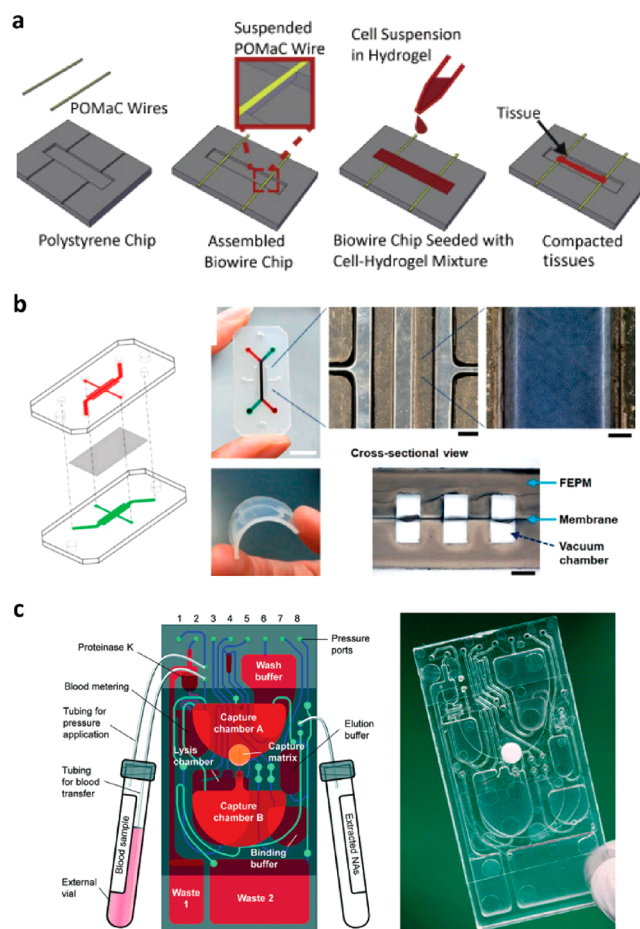 a
Suspended
POMaC Wire
Cell Suspension
in Hydrogel
POMaC Wires
Tissue
Polystyrene Chip
Assembled
Biowire Chip
Biowire Chip Seeded with
Cell-Hydrogel Mixture
Compacted
tissues
b
Cross-sectional view
FEPM
Membrane
Vacuum
chamber
c
1 2 3 4 5 6 7 8
Proteinase K
Pressure
ports
Wash
buffer
Blood metering
Tubing for
pressure
application
Capture
chamber A
Elution
buffer
Lysis
chamber
Capture
matrix
Tubing
for blood
transfer
Capture
chamber B
Blood sample
Extracted NAs
Binding
buffer
External
vial
Waste
1
Waste 2